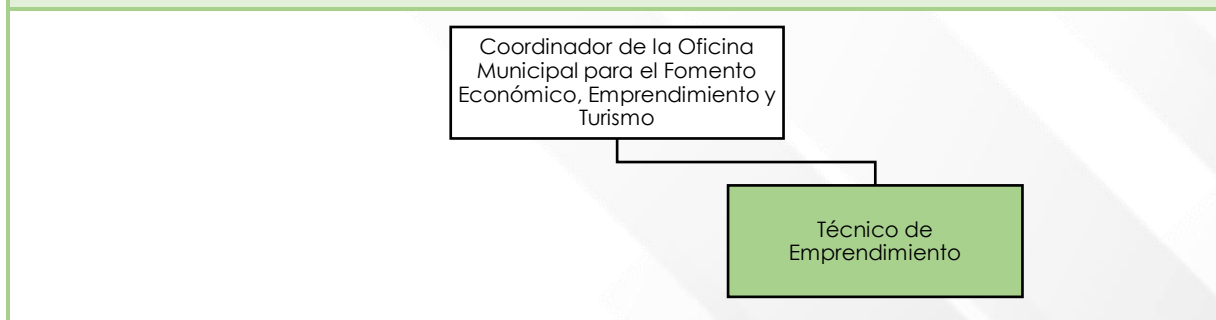 Coordinador de la Oficina
Municipal para el Fomento
Económico, Emprendimiento y
Turismo
Técnico de
Emprendimiento